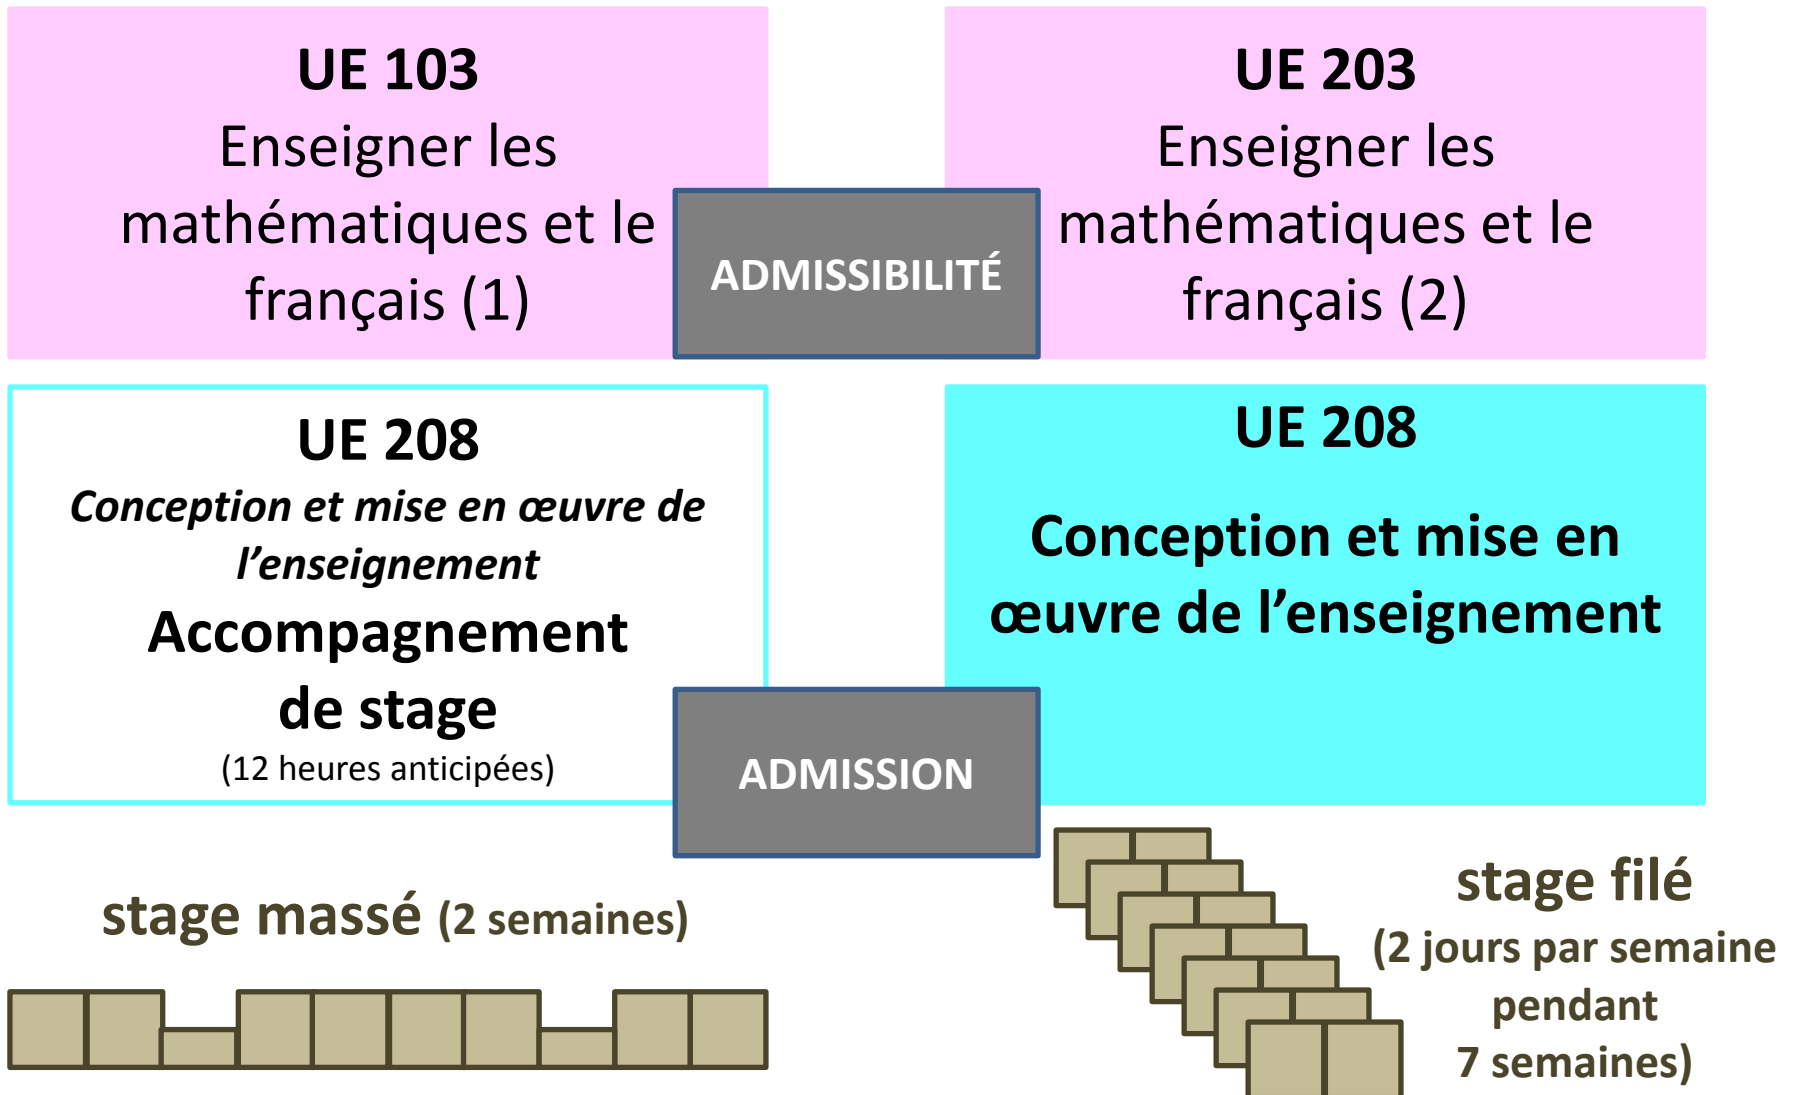 UE 103
Enseigner les
mathématiques et le
français (1)
UE 203
Enseigner les
mathématiques et le
français (2)
ADMISSIBILITÉ
UE 208
Conception et mise en œuvre de
l’enseignement
Accompagnement
de stage
(12 heures anticipées)
UE 208
Conception et mise en
œuvre de l’enseignement
ADMISSION
stage massé (2 semaines)
stage filé
(2 jours par semaine
pendant
7 semaines)